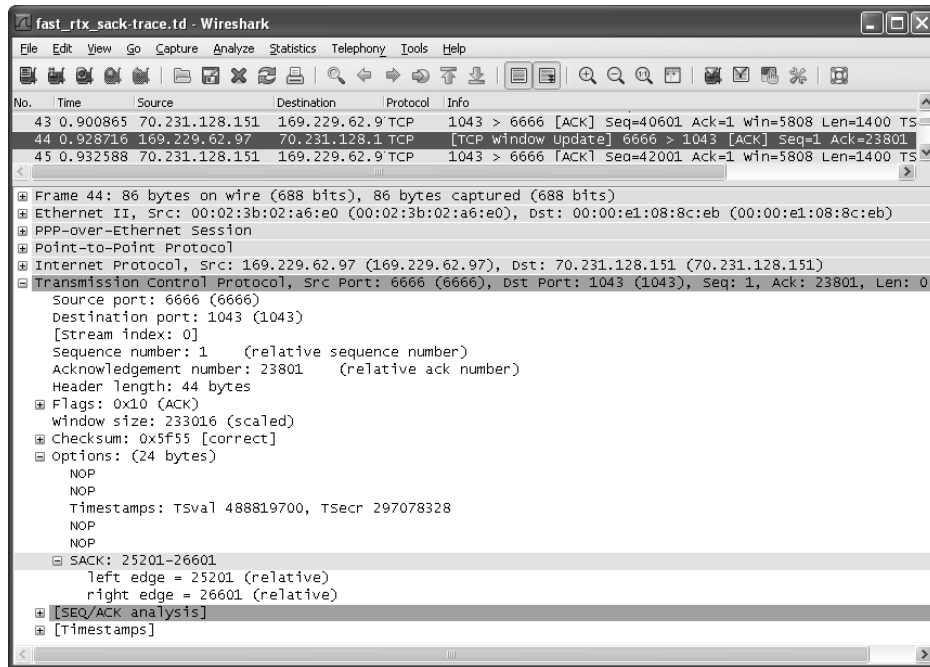 fast_rtx_sack-trace.td - Wireshark
File Edit View Go Capture Analyze Statistics Telephony Tools Help
No. Time Source Destination Protocol Info
43 0.900865 70.231.128.151 169.229.62.9 TCP 1043 > 6666 [ACK] Seq=40601 Ack=1 Win=5808 Len=1400 TS
44 0.928716 169.229.62.97 70.231.128.1 TCP [TCP Window Update] 6666 > 1043 [ACK] Seq=1 Ack=23801
45 0.932588 70.231.128.151 169.229.62.9 TCP 1043 > 6666 [ACK] Seq=42001 Ack=1 Win=5808 Len=1400 TS
Frame 44: 86 bytes on wire (688 bits), 86 bytes captured (688 bits)
Ethernet II, Src: 00:02:3b:02:a6:e0 (00:02:3b:02:a6:e0), Dst: 00:00:e1:08:8c:eb (00:00:e1:08:8c:eb)
PPP-over-Ethernet Session
Point-to-Point Protocol
Internet Protocol, Src: 169.229.62.97 (169.229.62.97), Dst: 70.231.128.151 (70.231.128.151)
Transmission Control Protocol, Src Port: 6666 (6666), Dst Port: 1043 (1043), Seq: 1, Ack: 23801, Len: 0
Source port: 6666 (6666)
Destination port: 1043 (1043)
[Stream index: 0]
Sequence number: 1 (relative sequence number)
Acknowledgement number: 23801 (relative ack number)
Header length: 44 bytes
Flags: 0x10 (ACK)
Window size: 233016 (scaled)
Checksum: 0x5f55 [correct]
Options: (24 bytes)
NOP
NOP
Timestamps: TSval 488819700, TSecr 297078328
NOP
NOP
SACK: 25201-26601
left edge = 25201 (relative)
right edge = 26601 (relative)
[SEQ/ACK analysis]
[Timestamps]